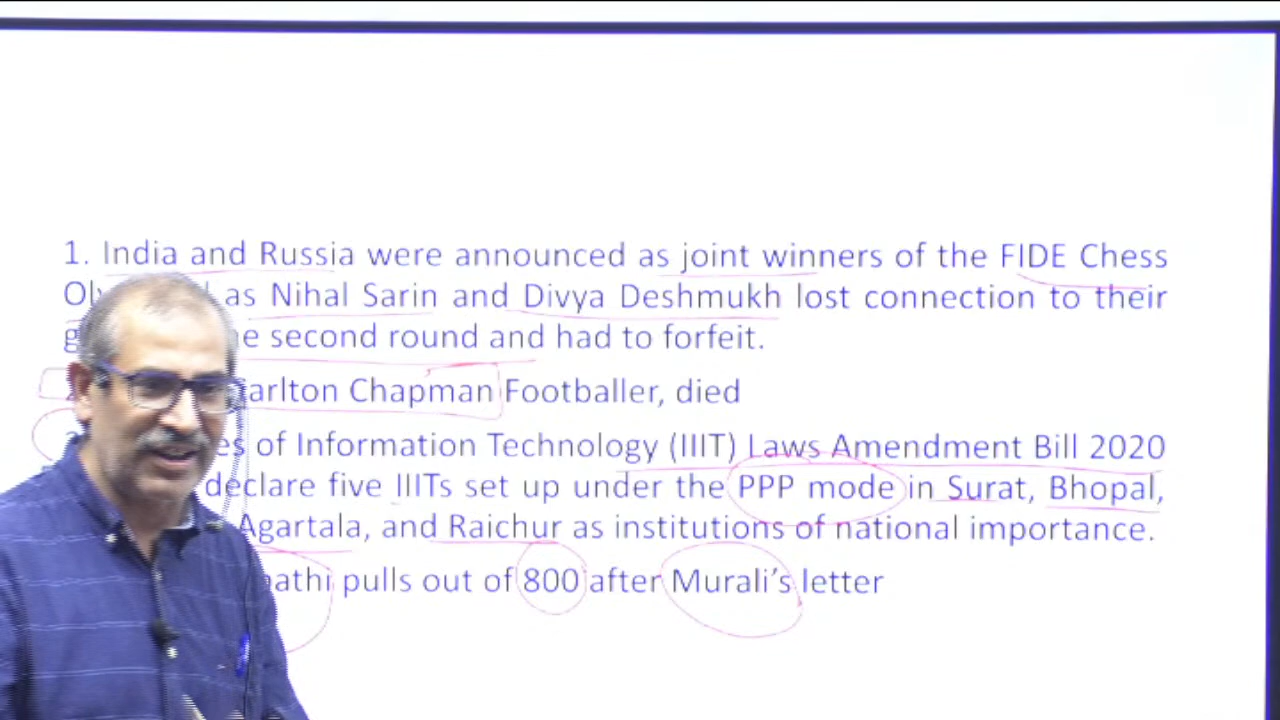 1. India and Russia were announced as joint winners of the FIDE Chess
as Nihal Sarin and Divya Deshmukh lost connection to their
second round and had to forfeit.
Chapman Footballer, died
of Information Technology (IIIT) Laws Amendment Bill 2020
declare five IIITs set up under the PPP mode in Surat, Bhopal,
Agartala, and Raichur as institutions of national importance.
pulls out of 800 after Murali's letter